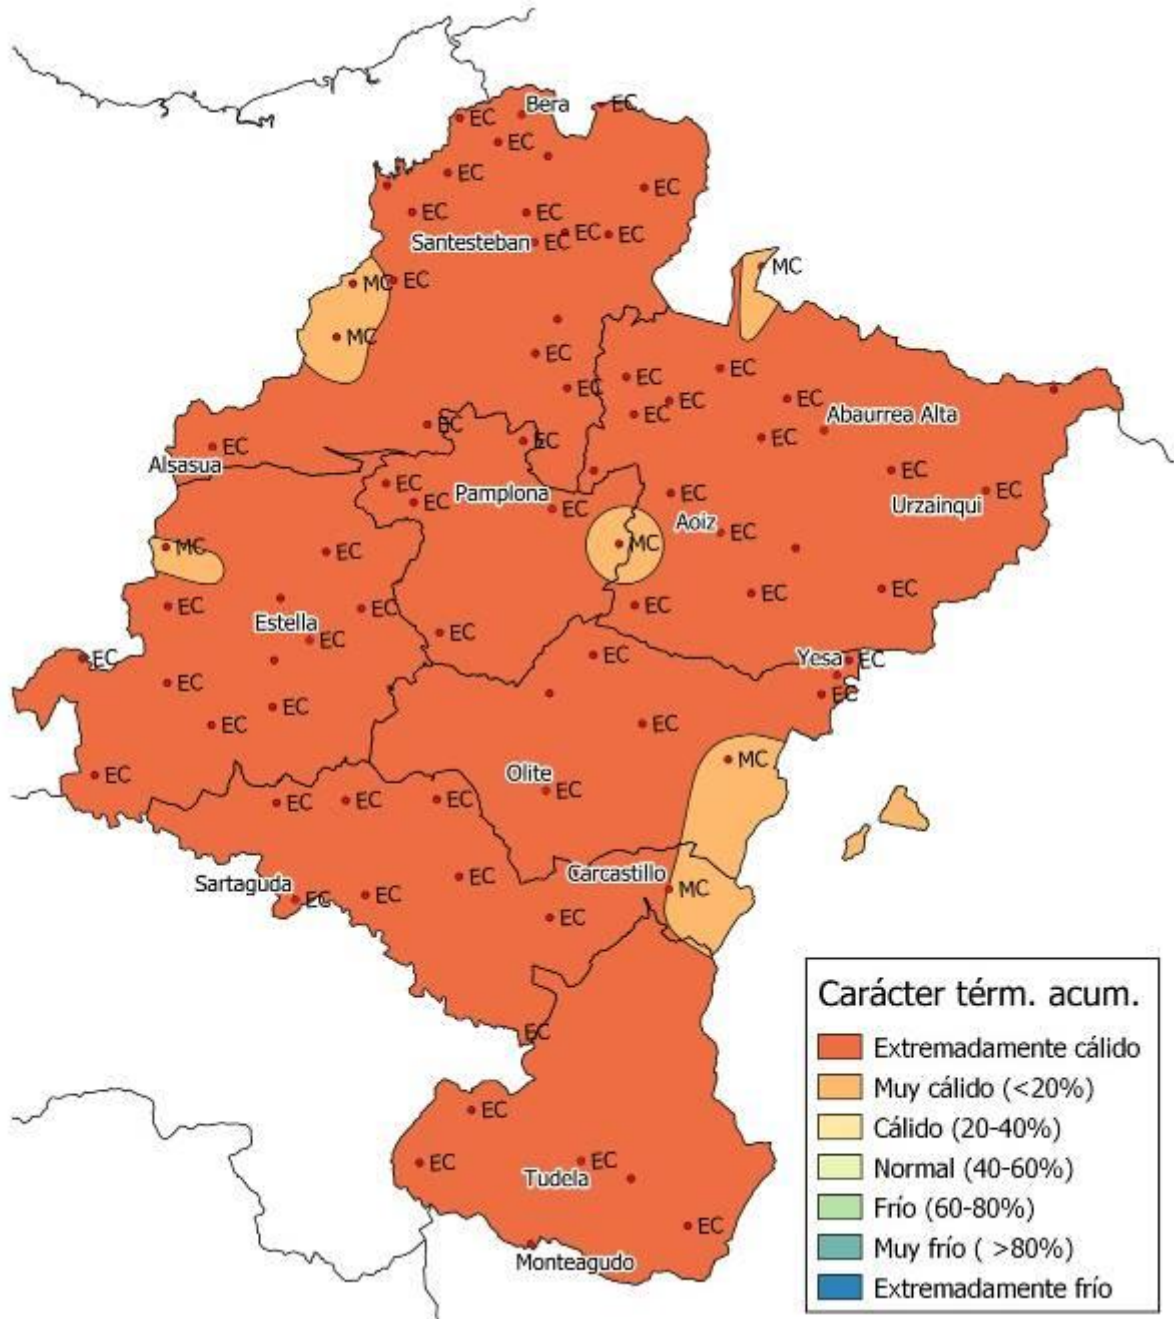 Bera
EC
EC
EC
EC
EC
EC
EC
EC
EC
Santesteban
EC
MC
MC
EC
MC
EC
EC
EC
EC
EC
EC
EC
EC
Abaurrea Alta
EC
EC
EC
EC
Alsasua
EC
EC
Pamplona
EC
EC
EC
Urzainqui
EC
Aoiz
EC
MC
EC
MC
EC
EC
EC
EC
Estella
EC
EC
EC
EC
EC
EC
Yesa
EC
EC
EC
EC
EC
EC
MC
EC
Olite
EC
EC
EC
EC
Carcastillo
MC
Sartaguda
EC
EC
EC
EC
EC
EC
EC
EC
Tudela
EC
Monteagudo
Carácter térm. acum.
Extremadamente cálido
Muy cálido (<20%)
Cálido (20-40%)
Normal (40-60%)
Frío (60-80%)
Muy frío ( >80%)
Extremadamente frío